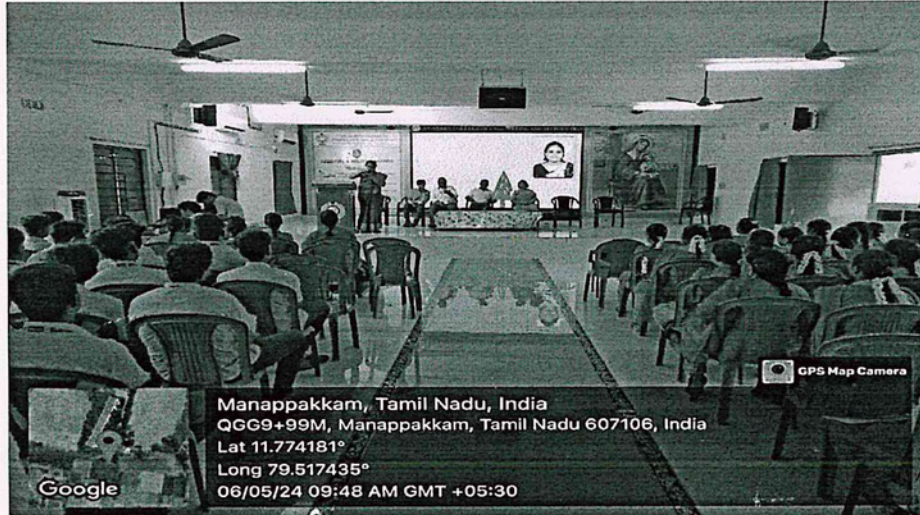 GPS Map Camera
Manappakkam, Tamil Nadu, India
QGG9+99M, Manappakkam, Tamil Nadu 607106, India
Lat 11.774181°
Long 79.517435°
06/05/24 09:48 AM GMT +05:30
Google